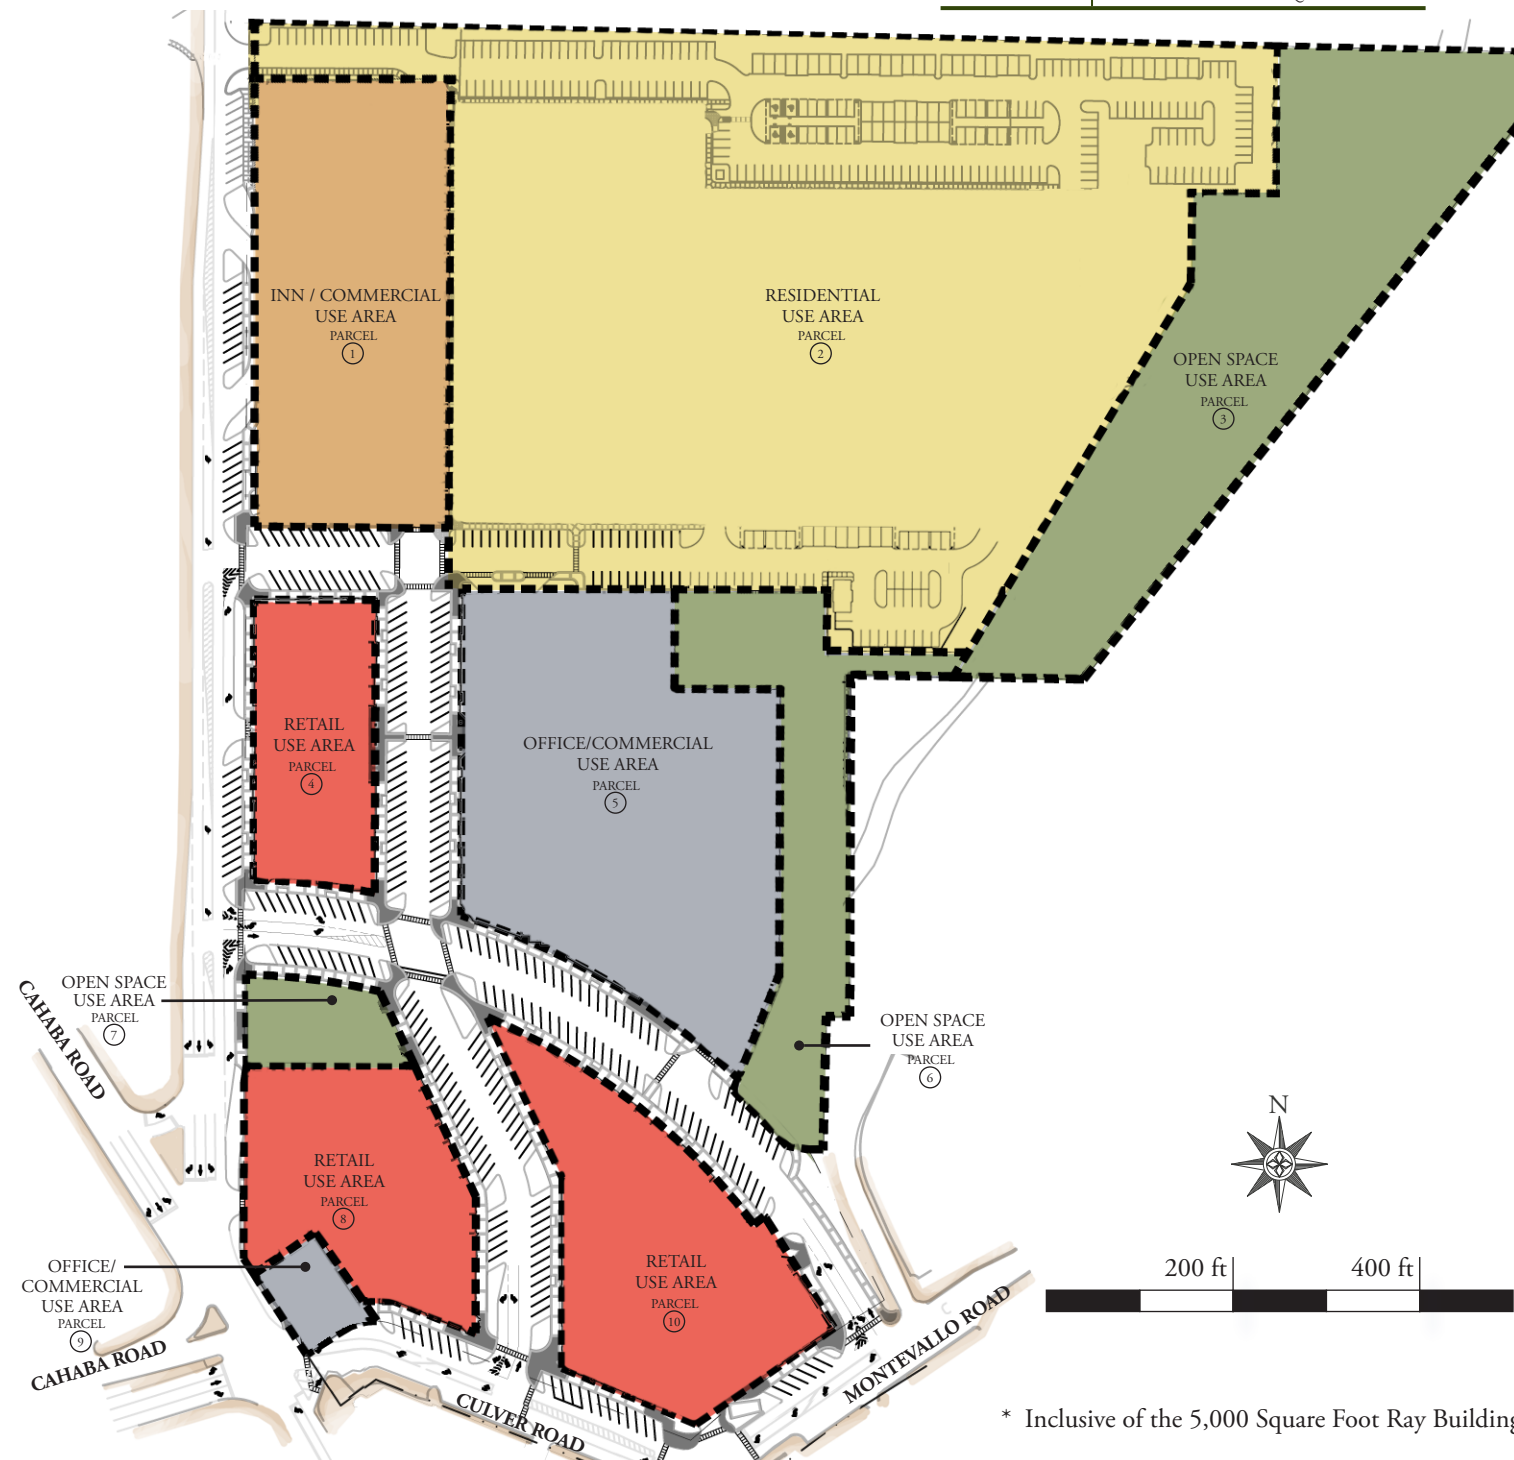 INN / COMMERCIAL
USE AREA
PARCEL
1
RESIDENTIAL
USE AREA
PARCEL
2
OPEN SPACE
USE AREA
PARCEL
3
RETAIL
USE AREA
PARCEL
4
OFFICE/COMMERCIAL
USE AREA
PARCEL
5
OPEN SPACE
USE AREA
PARCEL
7
CAHABA ROAD
OPEN SPACE
USE AREA
PARCEL
6
RETAIL
USE AREA
PARCEL
8
OFFICE/
COMMERCIAL
USE AREA
PARCEL
9
CAHABA ROAD
RETAIL
USE AREA
PARCEL
10
CULVER ROAD
MONTEVALLO ROAD
N
200 ft
400 ft
* Inclusive of the 5,000 Square Foot Ray Building